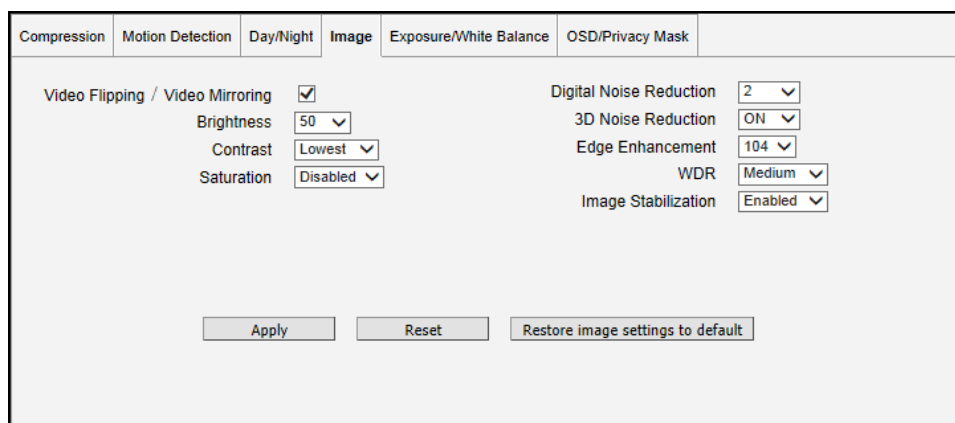 Compression Motion Detection Day/Night Image Exposure/White Balance OSD/Privacy Mask
Video Flipping / Video Mirroring
Brightness 50
Contrast Lowest
Saturation Disabled
Digital Noise Reduction 2
3D Noise Reduction ON
Edge Enhancement 104
WDR Medium
Image Stabilization Enabled
Apply Reset Restore image settings to default